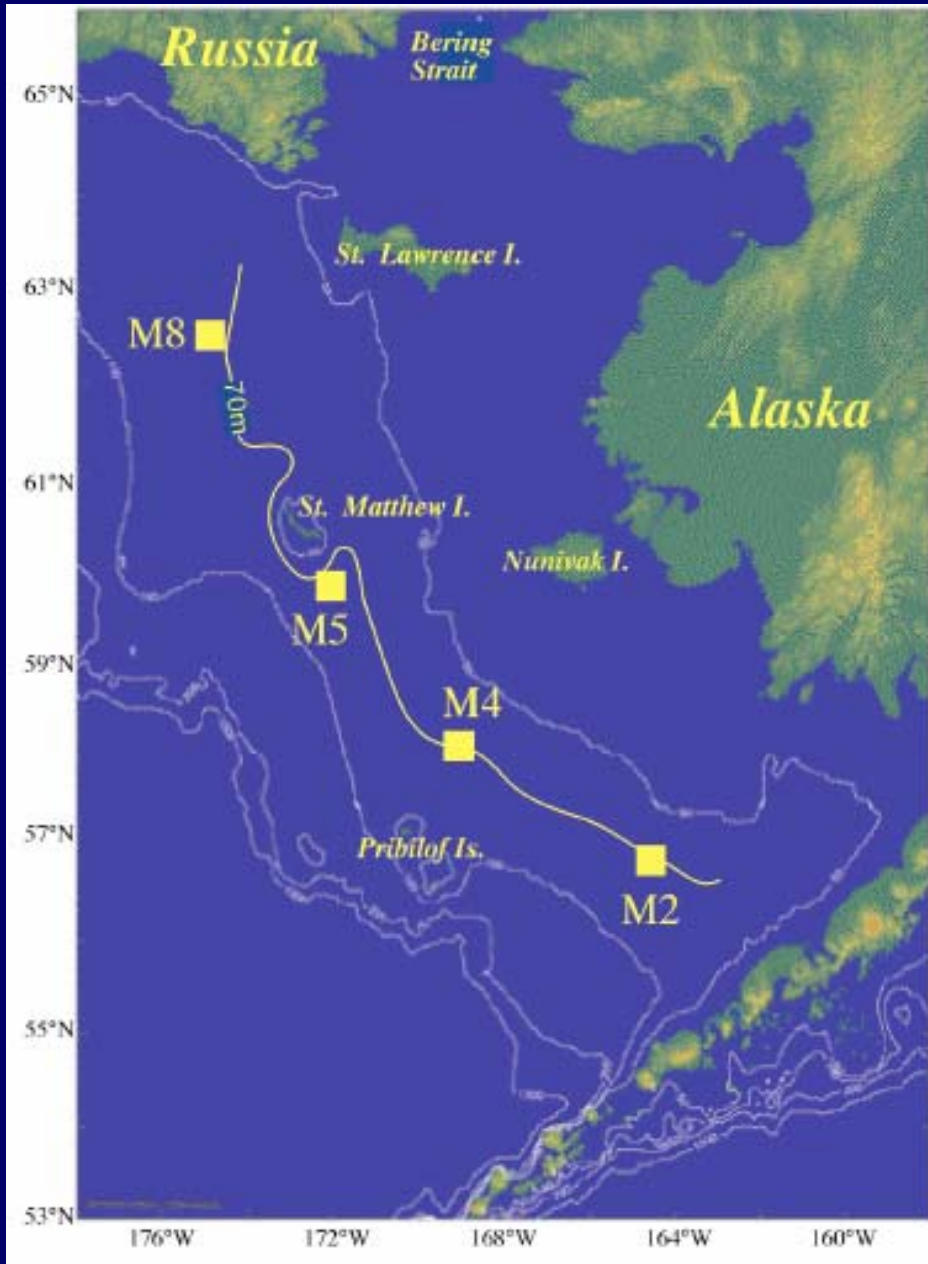 Russia
Bering
Strait
65°N
St. Lawrence I.
63°N
M8
70m
Alaska
61°N
St. Matthew I.
Nunivak I.
M5
59°N
M4
57°N
Pribilof Is.
M2
55°N
53°N
176°W 172°W 168°W 164°W 160°W